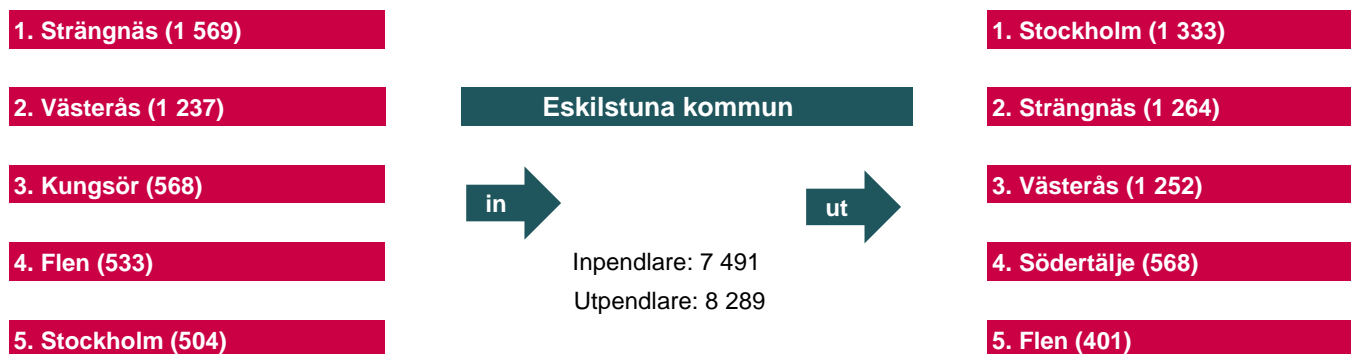 1. Strängnäs (1 569)
2. Västerås (1 237)
3. Kungsör (568)
4. Flen (533)
5. Stockholm (504)
Eskilstuna kommun
in
ut
Inpendlare: 7 491
Utpendlare: 8 289
1. Stockholm (1 333)
2. Strängnäs (1 264)
3. Västerås (1 252)
4. Södertälje (568)
5. Flen (401)